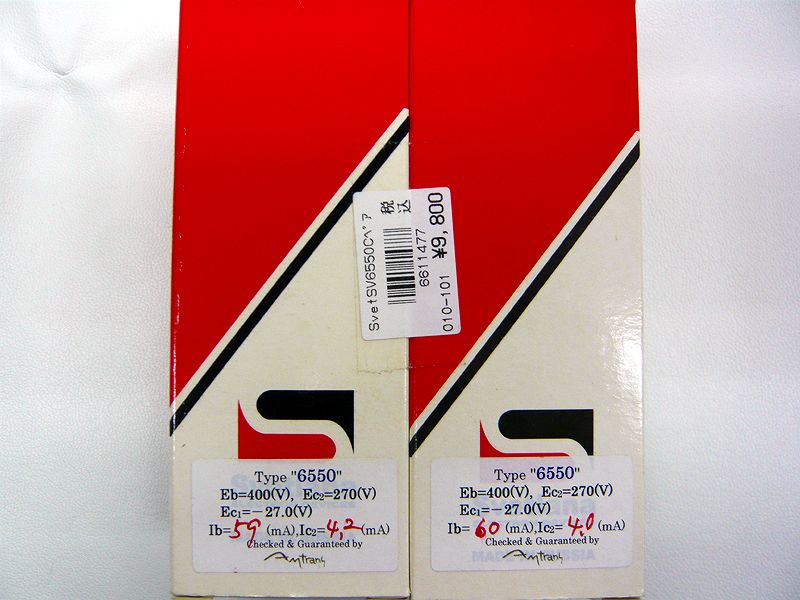 SvetSV6550Cペア
税込
6611477
010-101 ¥9,800
Type "6550"
Eb=400(V), Ec2=270(V)
Ec1=-27.0(V)
Ib=59 (mA),Ic2=4,2(mA)
Checked & Guaranteed by
Amtrans
Type "6550"
Eb=400(V), Ec2=270(V)
Ec1=-27.0(V)
Ib= 60 (mA),Ic2=4.0(mA)
Checked & Guaranteed by
Amtrans